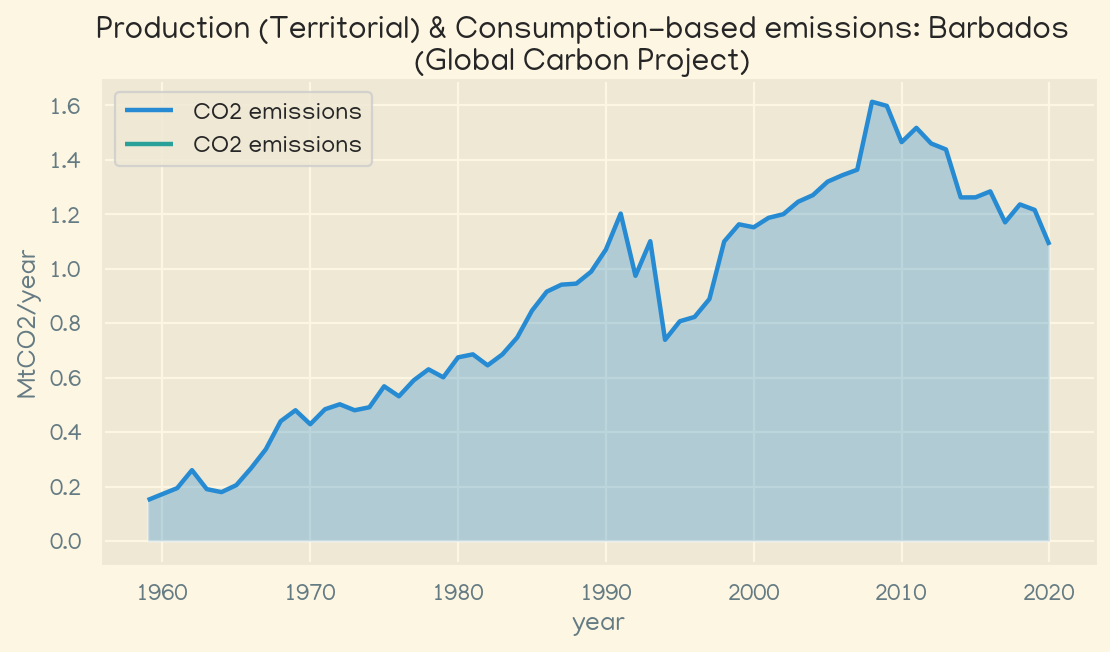 Production (Territorial) & Consumption-based emissions: Barbados
(Global Carbon Project)
CO2 emissions
CO2 emissions
MtCO2/year
1.6
1.4
1.2
1.0
0.8
0.6
0.4
0.2
0.0
1960 1970 1980 1990 2000 2010 2020
year